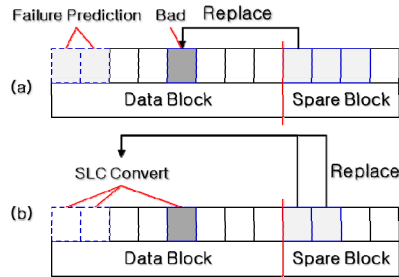 Failure Prediction Bad Replace
(a)
Data Block Spare Block
SLC Convert Replace
(b)
Data Block Spare Block